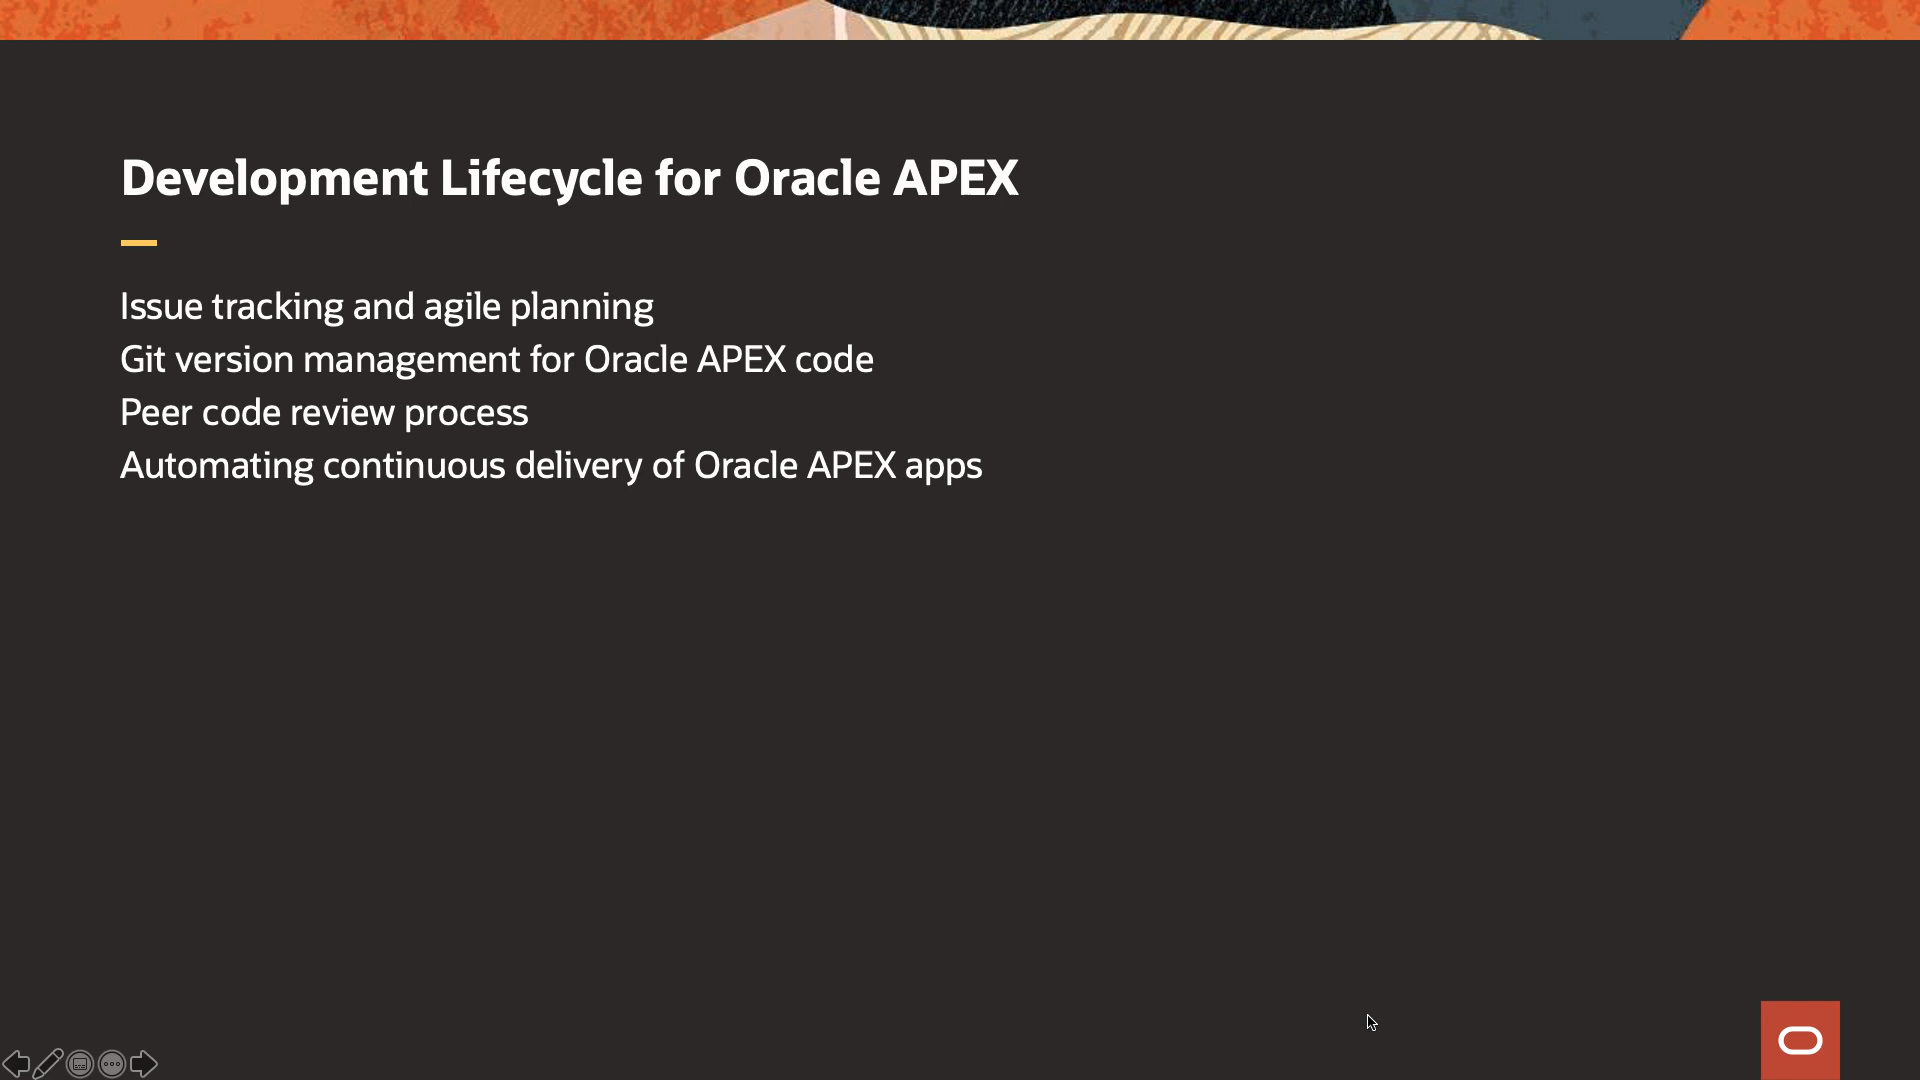 Development Lifecycle for Oracle APEX
Issue tracking and agile planning
Git version management for Oracle APEX code
Peer code review process
Automating continuous delivery of Oracle APEX apps